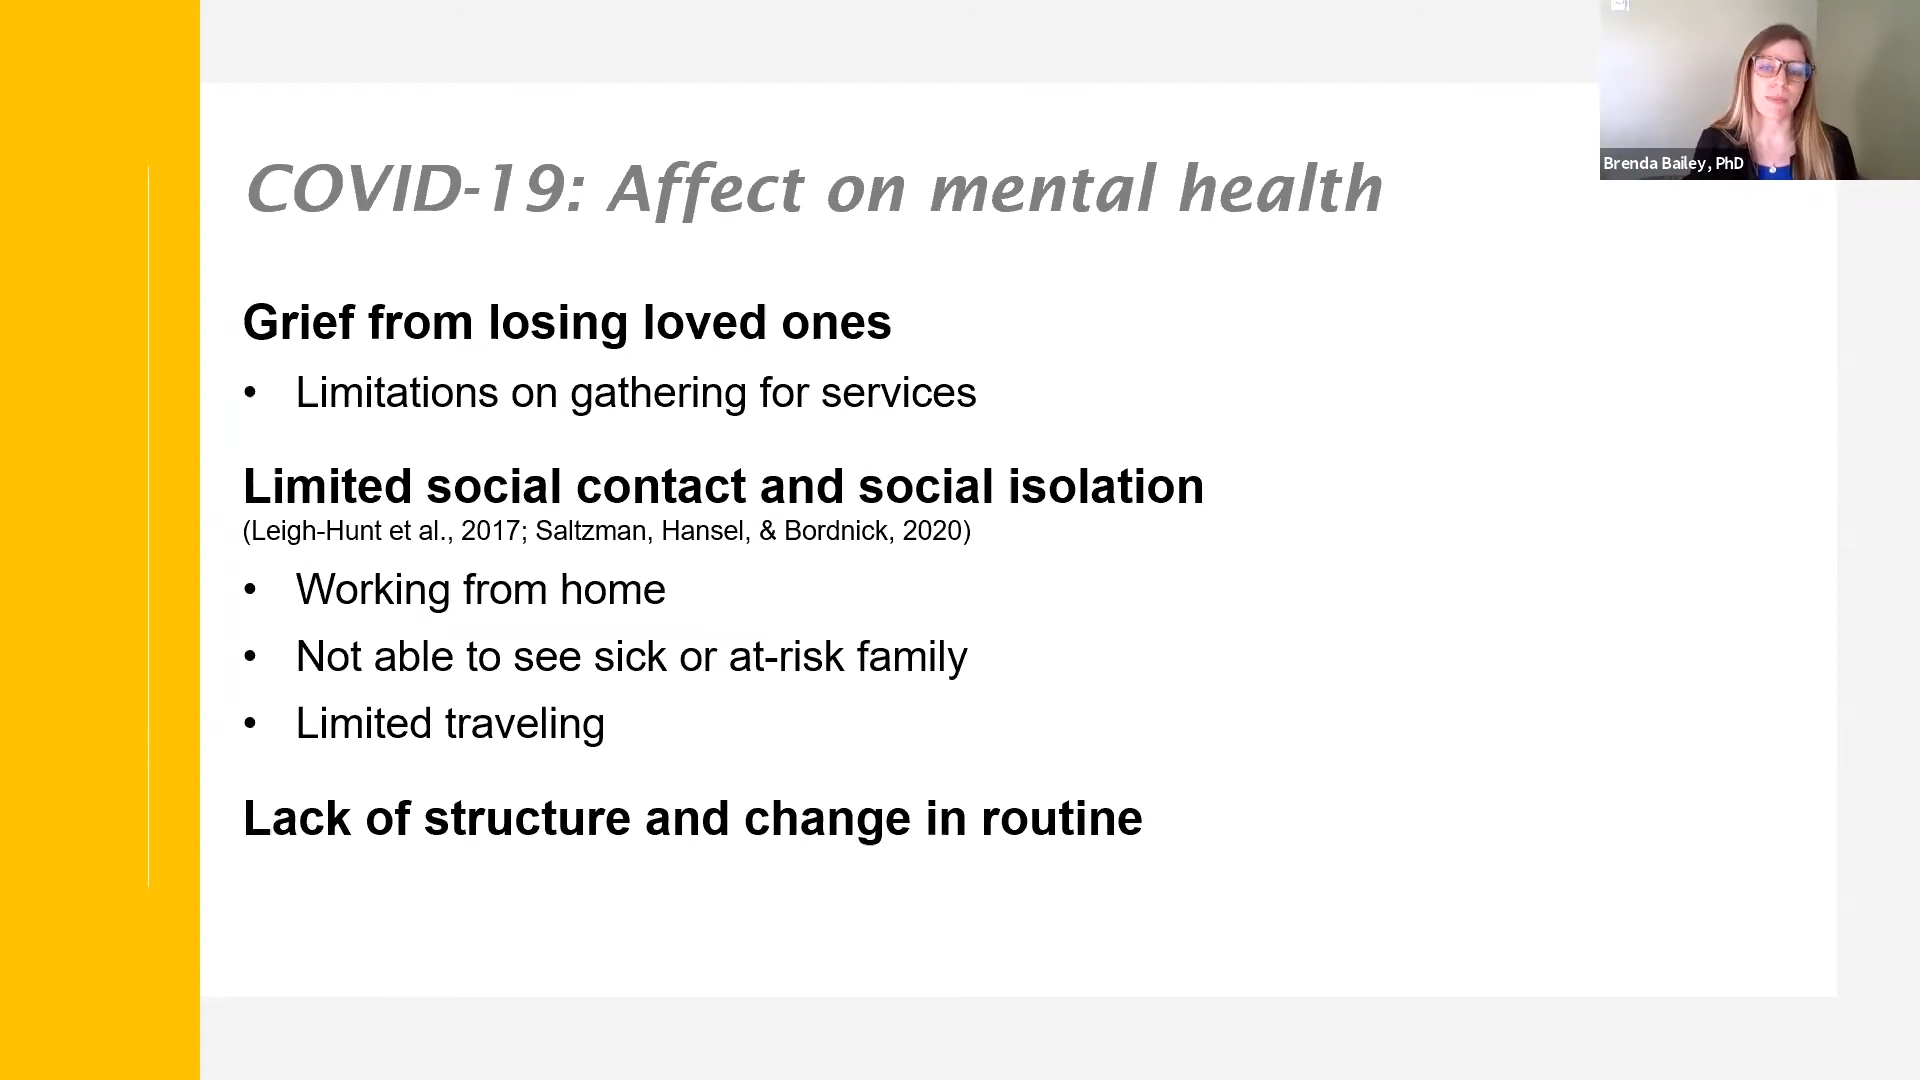 COVID-19: Affect on mental health
Brenda Bailey, PhD
Grief from losing loved ones
• Limitations on gathering for services
Limited social contact and social isolation
(Leigh-Hunt et al., 2017; Saltzman, Hansel, & Bordnick, 2020)
• Working from home
• Not able to see sick or at-risk family
• Limited traveling
Lack of structure and change in routine